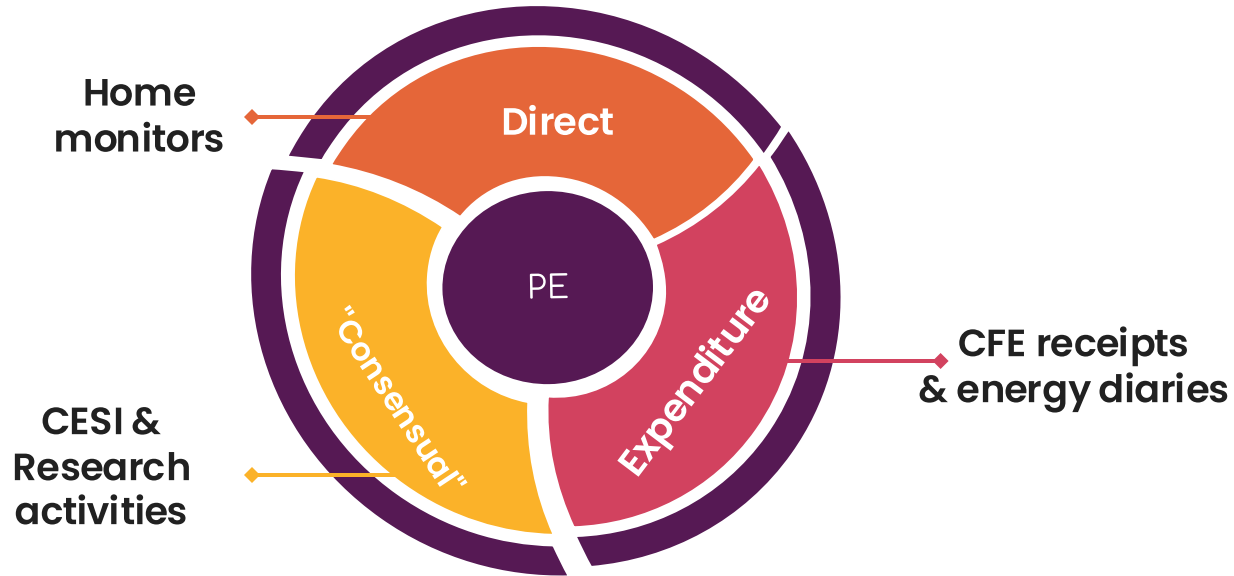 Home
monitors
Direct
PE
"Consensual"
Expenditure
CFE receipts
& energy diaries
CESI &
Research
activities